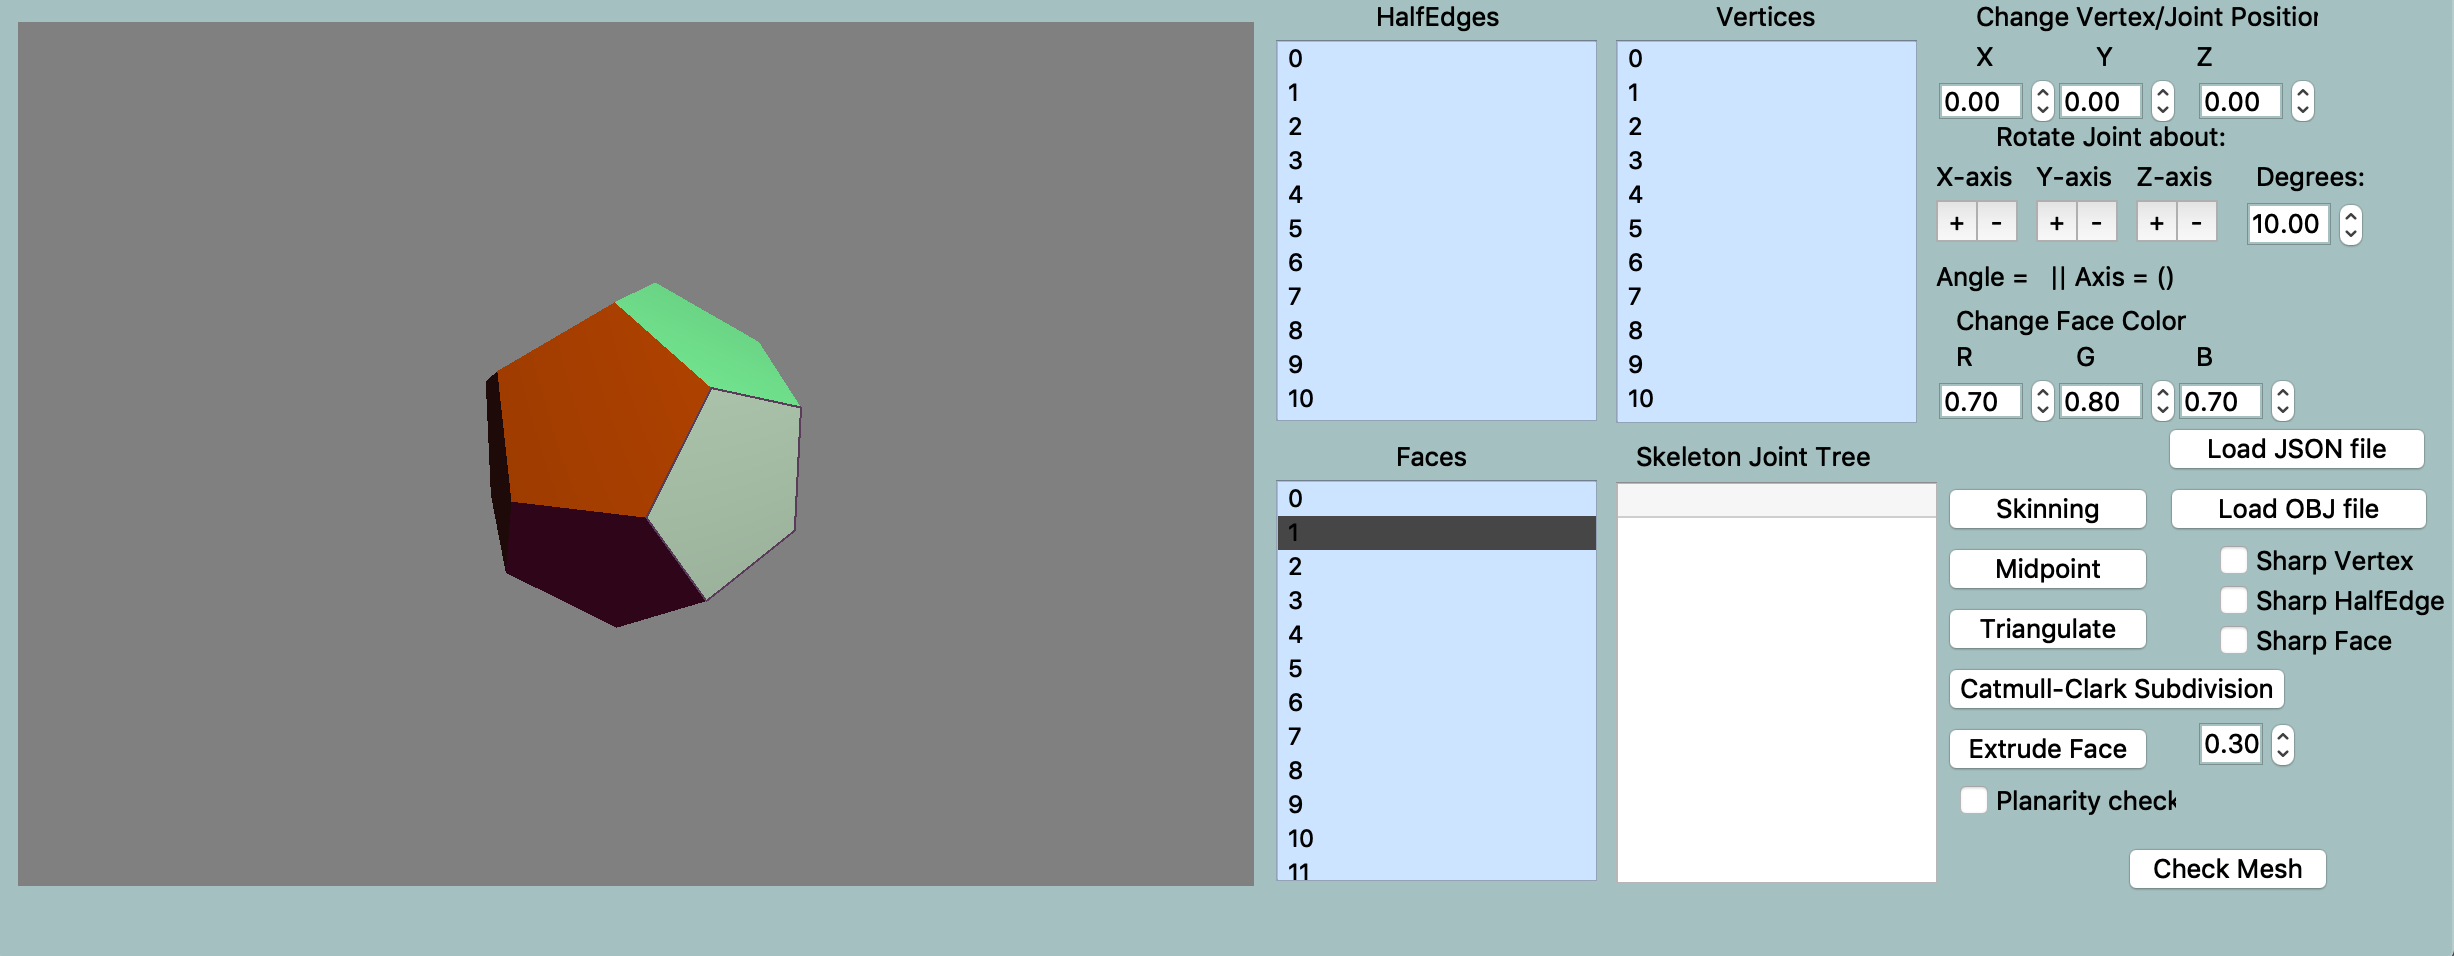 HalfEdges
0
1
2
3
4
5
6
7
8
9
10
Vertices
0
1
2
3
4
5
6
7
8
9
10
Faces
0
1
2
3
4
5
6
7
8
9
10
11
Skeleton Joint Tree
Change Vertex/Joint Position
X Y Z
0.00 0.00 0.00
Rotate Joint about:
X-axis Y-axis Z-axis Degrees:
+ - + - + - 10.00
Angle = || Axis = ()
Change Face Color
R G B
0.70 0.80 0.70
Load JSON file
Skinning Load OBJ file
Midpoint Sharp Vertex
Sharp HalfEdge
Triangulate Sharp Face
Catmull-Clark Subdivision
Extrude Face 0.30
Planarity check
Check Mesh